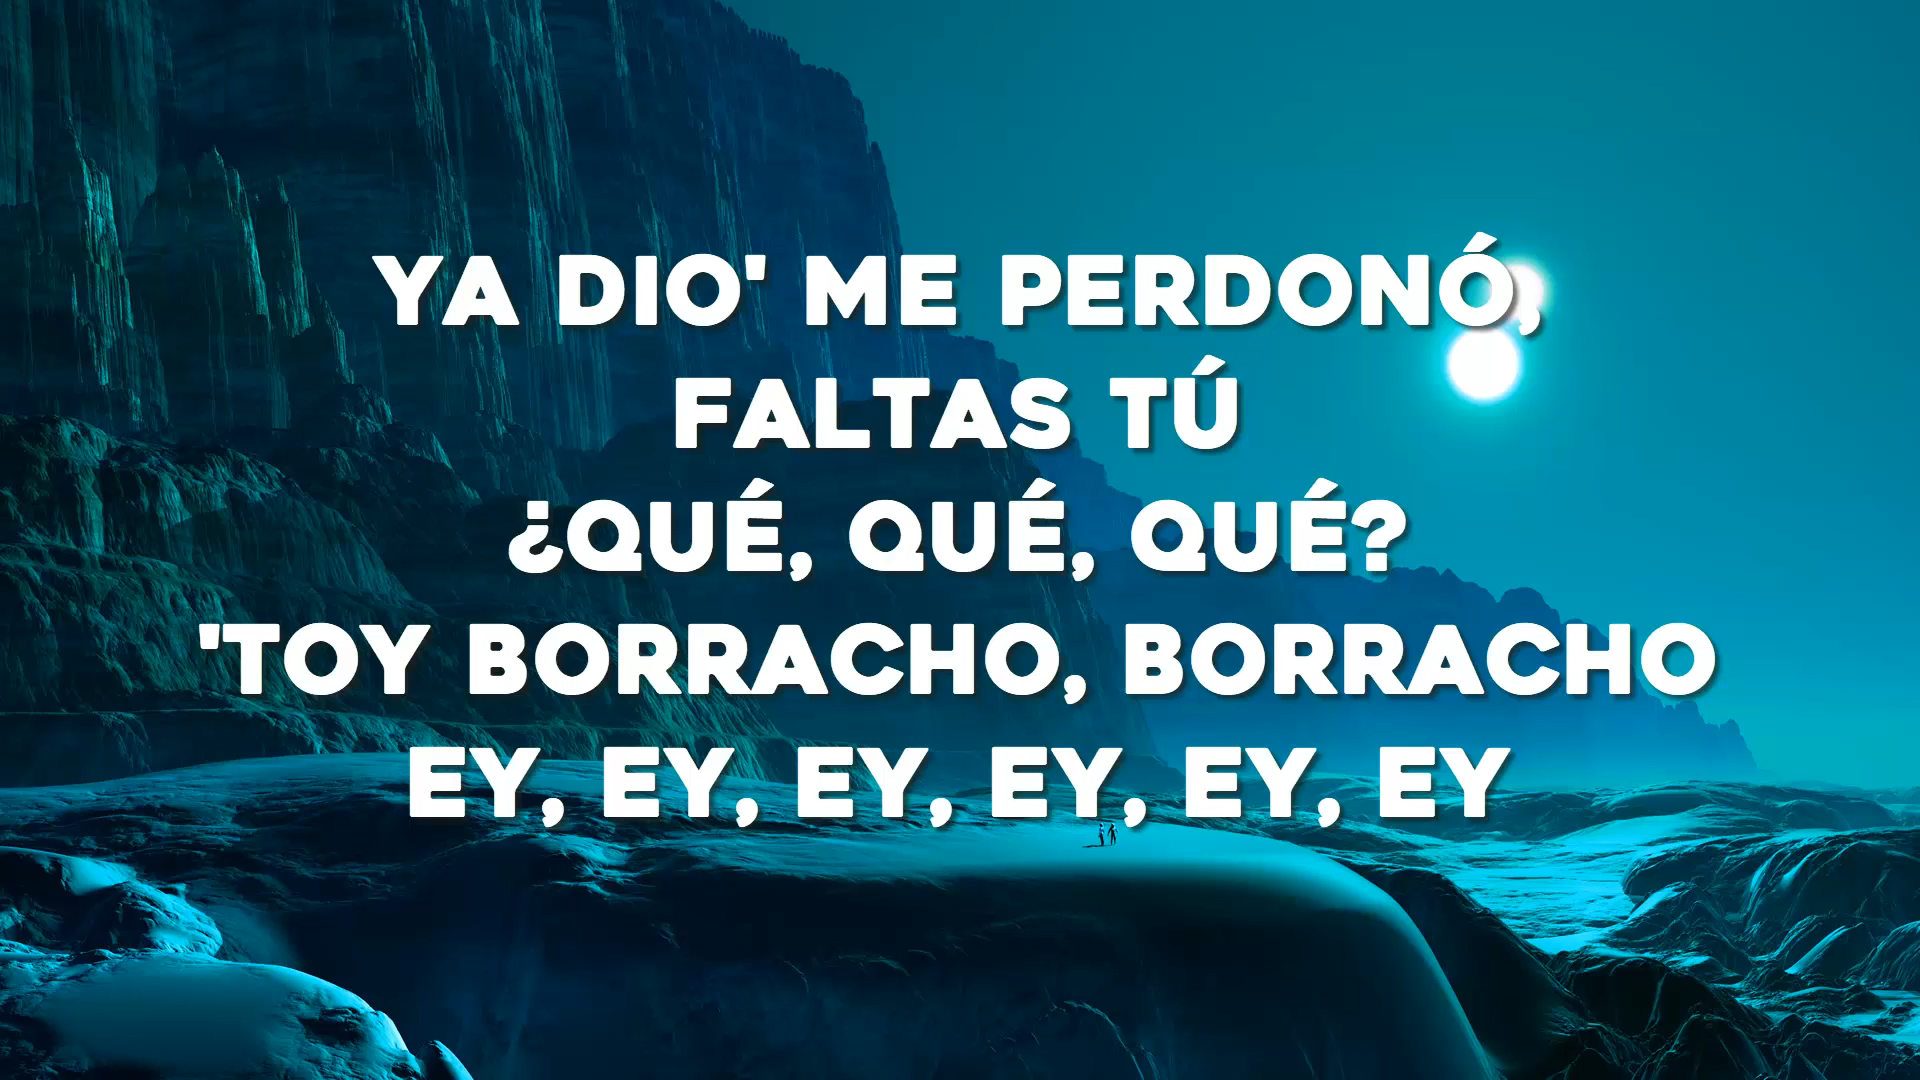 YA DIO' ME PERDONÓ,
FALTAS TÚ
¿QUÉ, QUÉ, QUÉ?
'TOY BORRACHO, BORRACHO
EY, EY, EY, EY, EY, EY